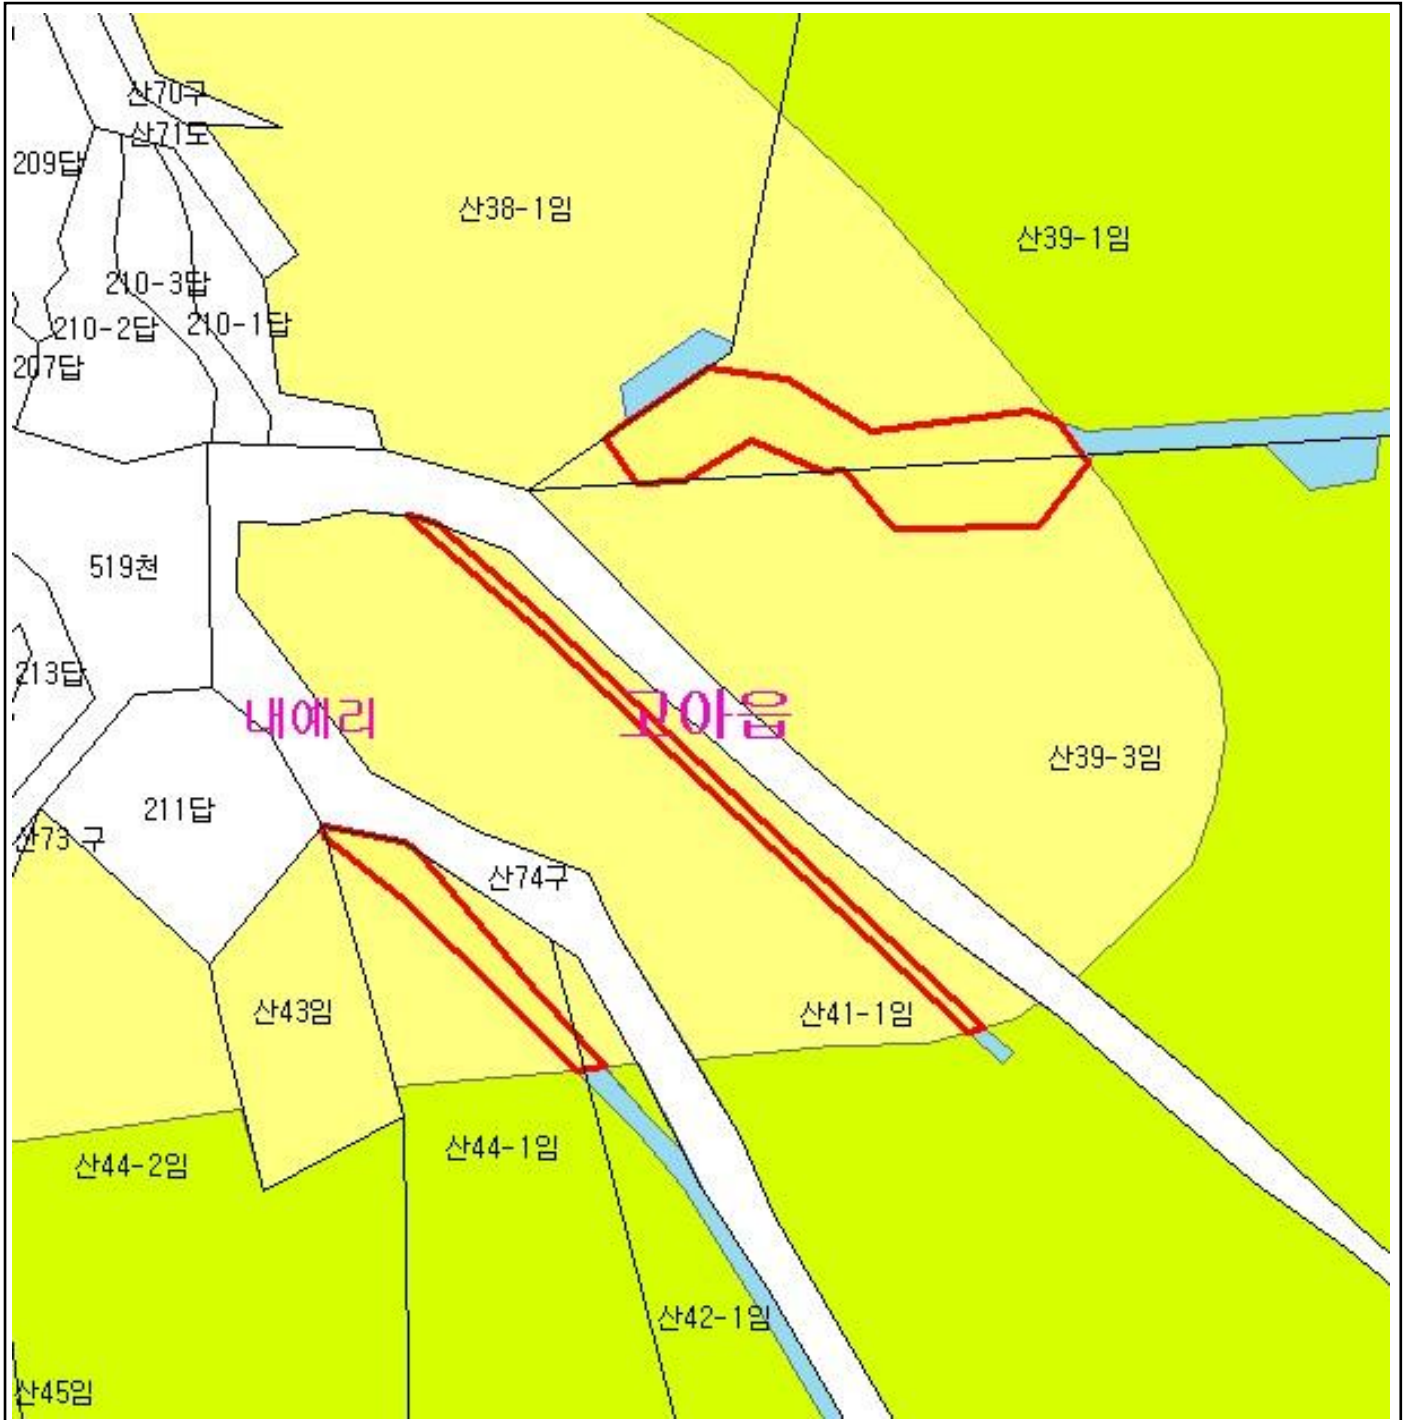 산70구
산71도
209답
산38-1임
산39-1임
210-3답
210-2답
210-1답
207답
519천
213답
내예리
고아읍
산39-3임
211답
산73 구
산74구
산43임
산41-1임
산44-2임
산44-1임
산42-1임
산45임